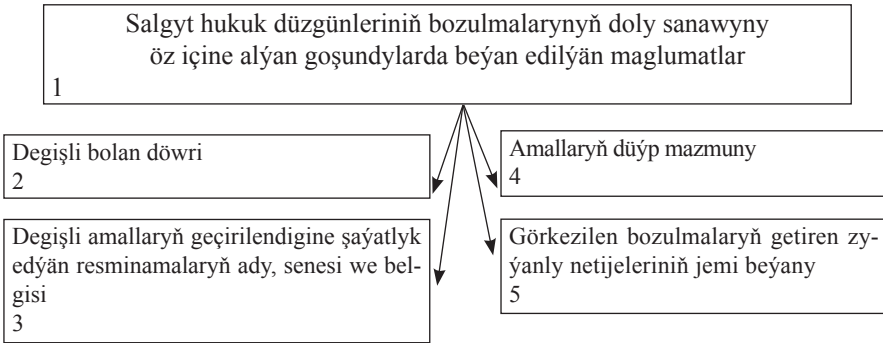 Salgyt hukuk düzgünleriniň bozulmalarynyň doly sanawyny
öz içine alýan goşundylarda beýan edilýän maglumatlar
1
Degişli bolan döwri
2
Degişli amallaryň geçirilendigine şaýatlyk
edýän resminamalaryň ady, senesi we bel-
gisi
3
Amallaryň düýp mazmuny
4
Görkezilen bozulmalaryň getiren zy-
ýanly netijeleriniň jemi beýany
5